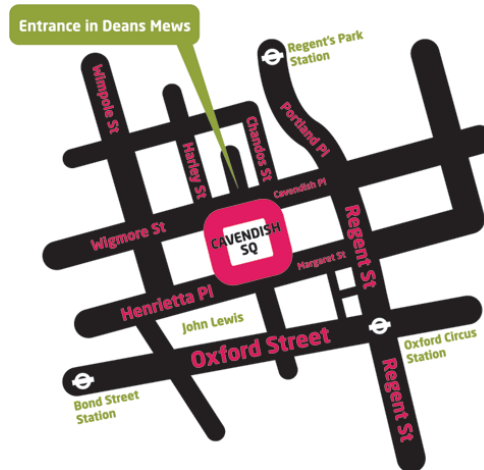 Entrance in Deans Mews
Regent's Park
Station
Wimpole St
Harley St
Chandos St
Portland Pl
Cavendish Pl
Wigmore St
CAVENDISH
SQ
Regent St
Margaret St
Henrietta Pl
John Lewis
Oxford Street
Oxford Circus
Station
Bond Street
Station
Regent St